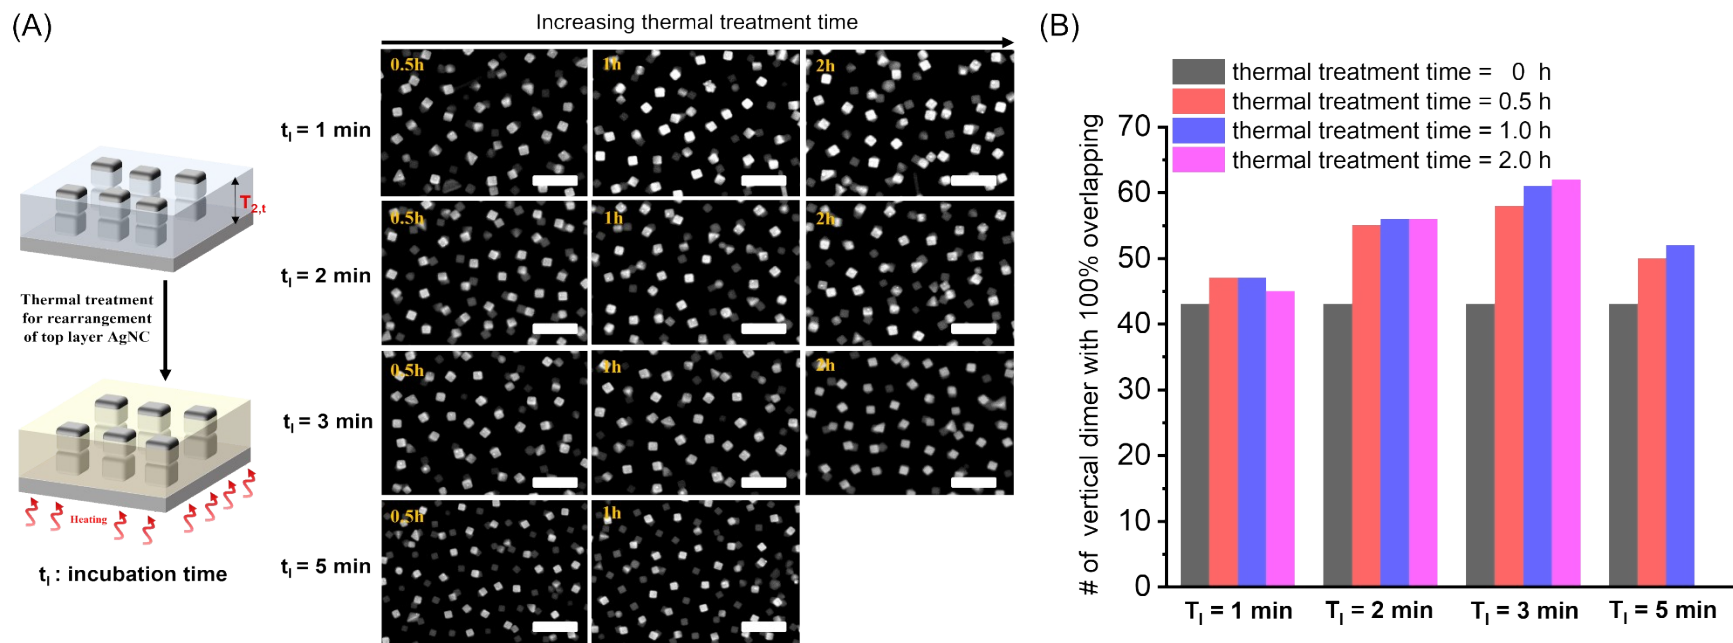 (A)
Increasing thermal treatment time
T2,t
Thermal treatment
for rearrangement
of top layer AgNC
Heating
tI : incubation time
tI = 1 min
0.5h
1h
2h
tI = 2 min
0.5h
1h
2h
tI = 3 min
0.5h
1h
2h
tI = 5 min
0.5h
1h
(B)
thermal treatment time = 0 h
thermal treatment time = 0.5 h
thermal treatment time = 1.0 h
thermal treatment time = 2.0 h
# of vertical dimer with 100% overlapping
70
60
50
40
30
20
10
0
TI = 1 min
TI = 2 min
TI = 3 min
TI = 5 min